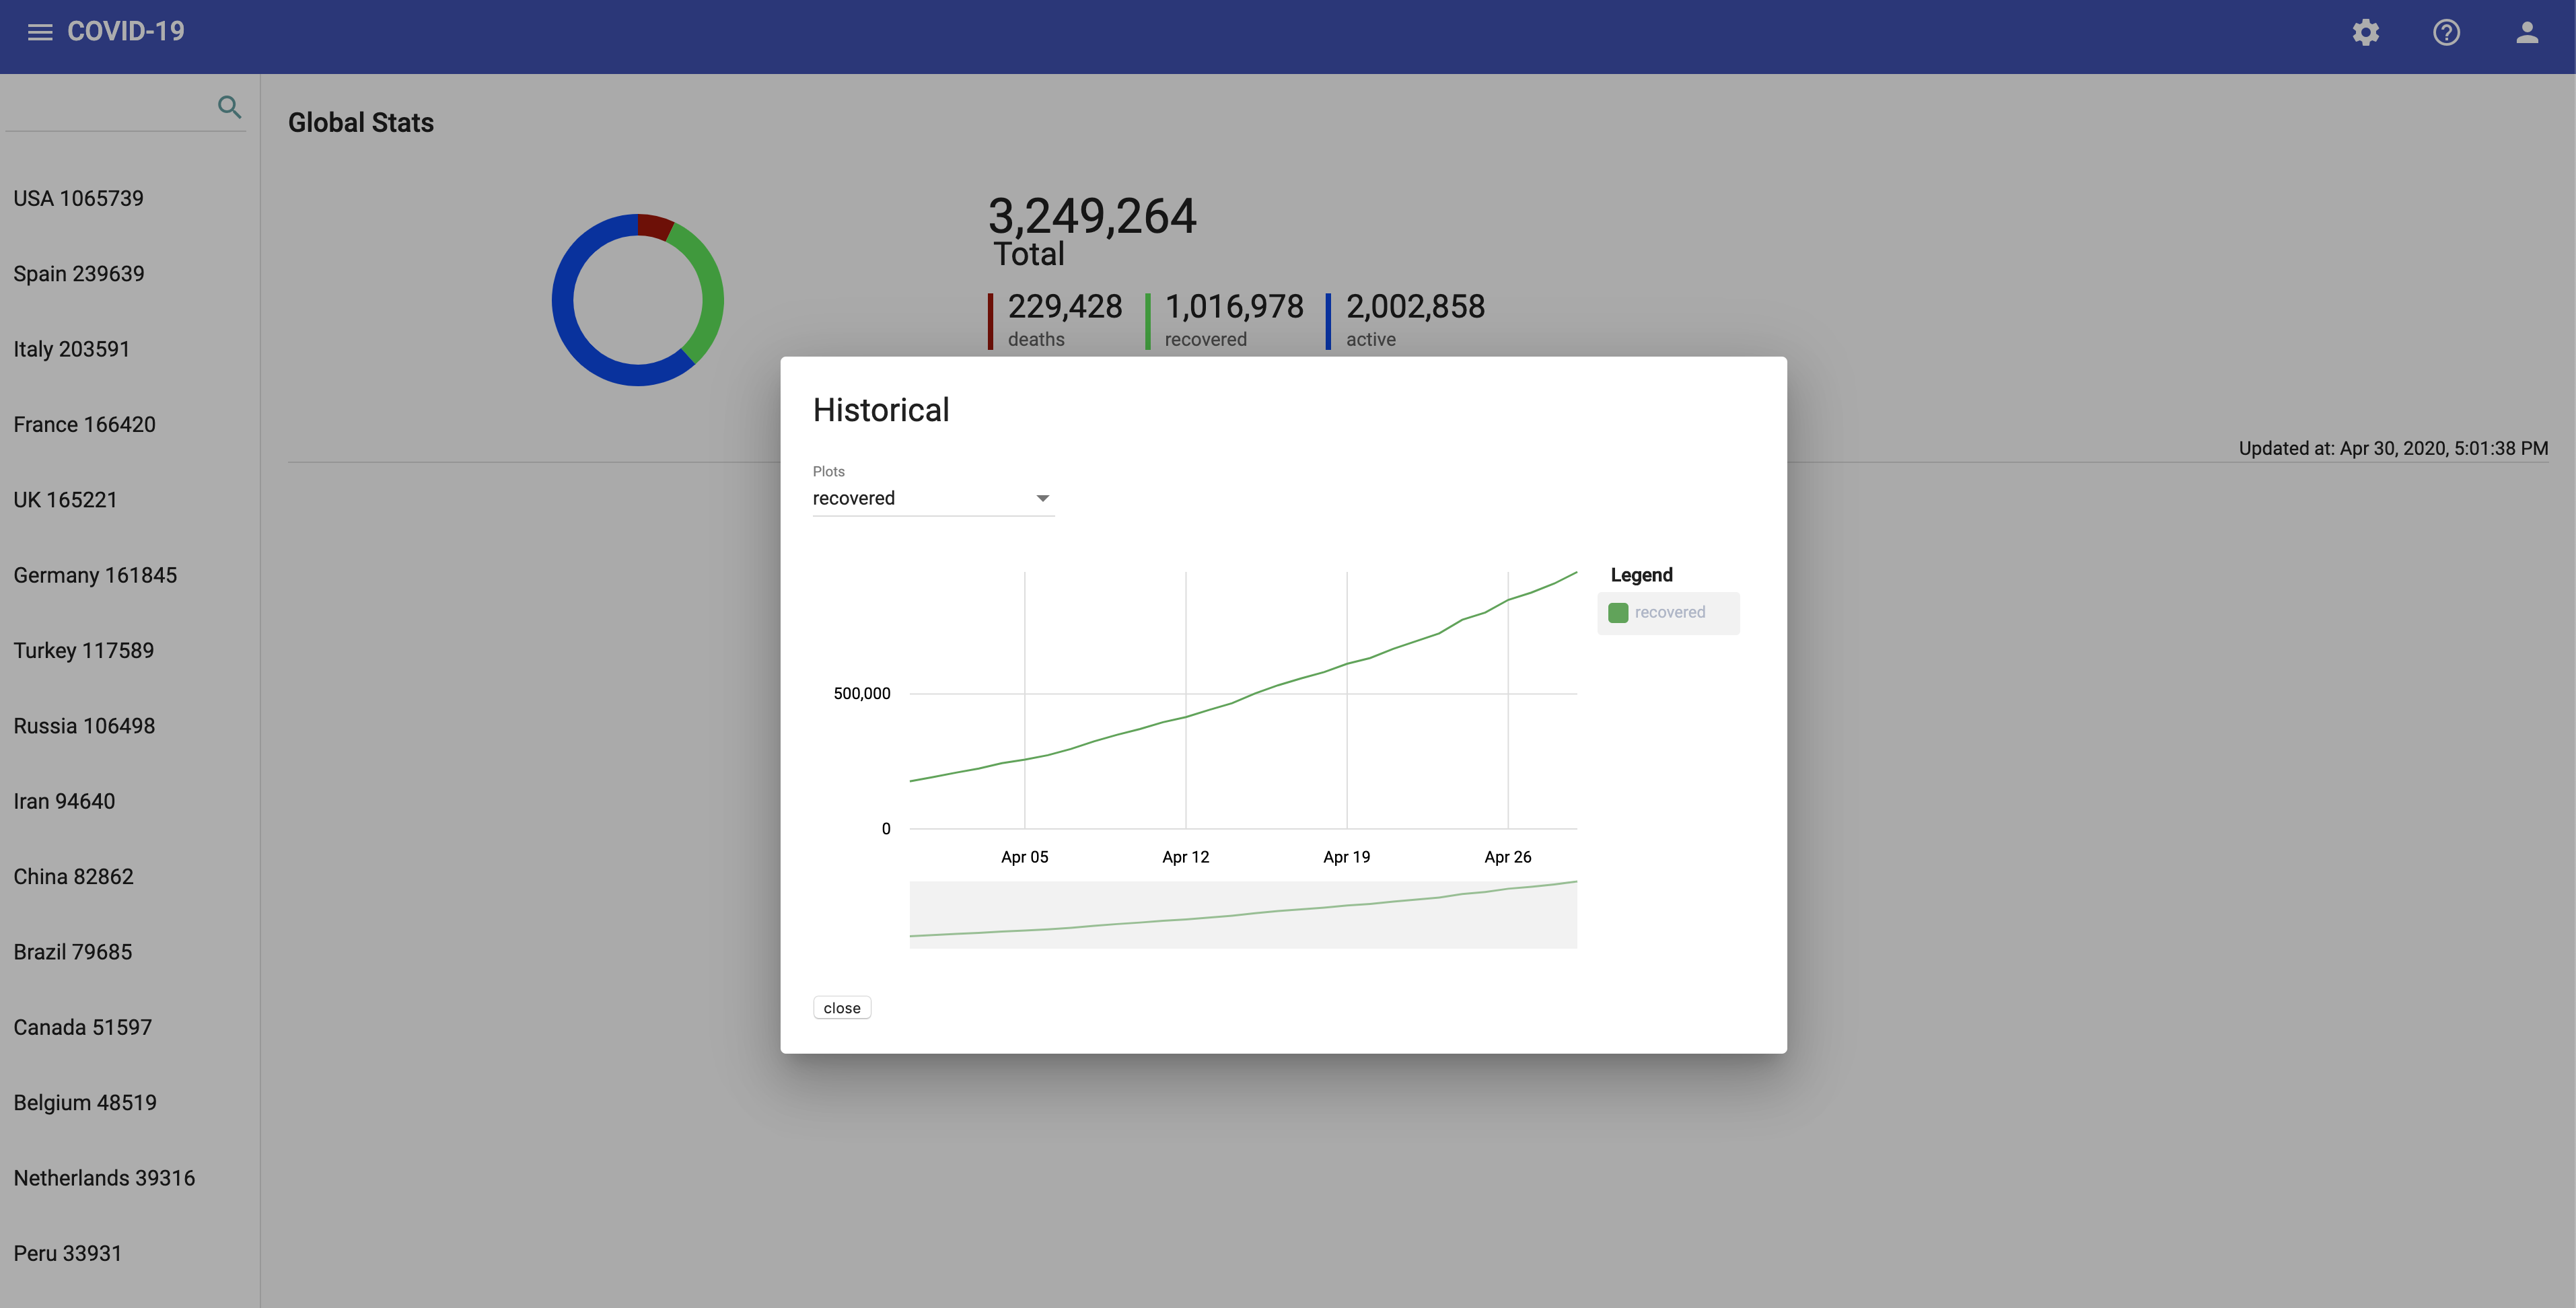 COVID-19
Global Stats
USA 1065739
Spain 239639
Italy 203591
France 166420
UK 165221
Germany 161845
Turkey 117589
Russia 106498
Iran 94640
China 82862
Brazil 79685
Canada 51597
Belgium 48519
Netherlands 39316
Peru 33931
3,249,264
Total
229,428 1,016,978 2,002,858
deaths recovered active
Updated at: Apr 30, 2020, 5:01:38 PM
Historical
Plots
recovered
Legend
recovered
500,000
0
Apr 05 Apr 12 Apr 19 Apr 26
close